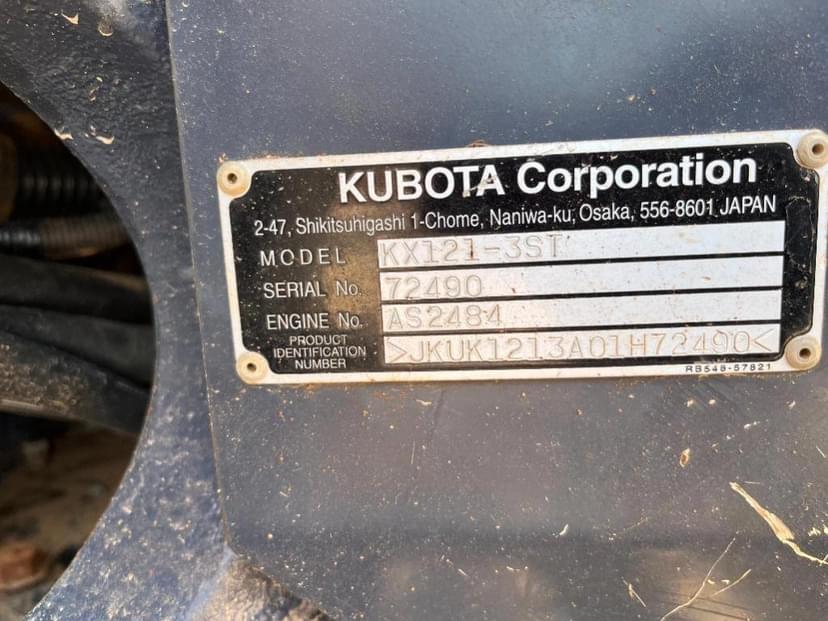 KUBOTA Corporation
2-47, Shikitsuhigashi 1-Chome, Naniwa-ku, Osaka, 556-8601 JAPAN
MODEL KX121-3ST
SERIAL No. 72490
ENGINE No. AS2484
PRODUCT IDENTIFICATION NUMBER >JKUK1213A01H72490<
RB548-57821